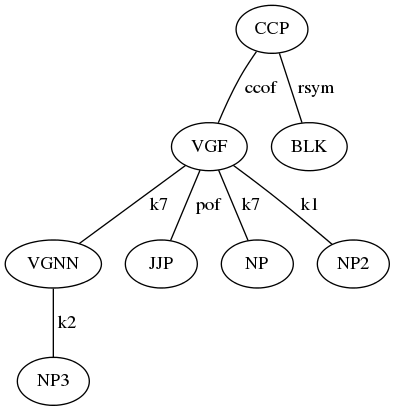 CCP
ccof rsym
VGF BLK
k7 pof k7 k1
VGNN JJP NP NP2
k2
NP3